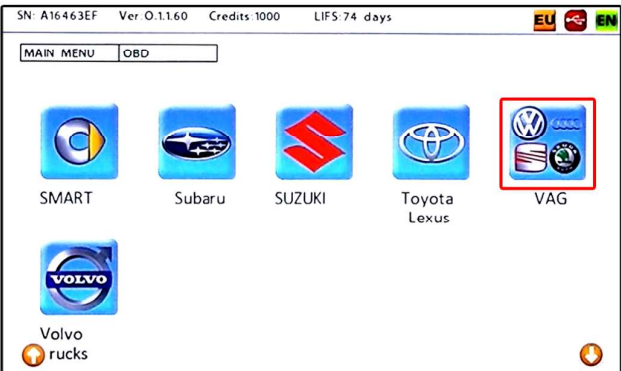 SN: A16463EF Ver:0.1.1.60 Credits:1000 LIFS:74 days EU EN
MAIN MENU OBD
SMART Subaru SUZUKI Toyota Lexus VAG
VOLVO
Volvo rucks